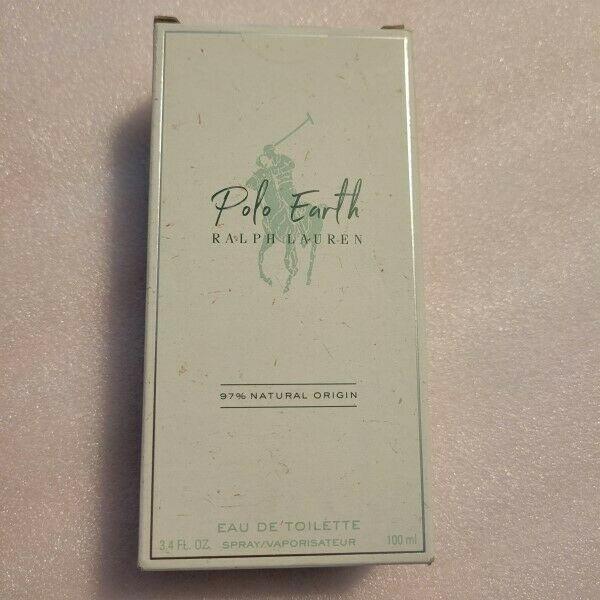 Polo Earth
RALPH LAUREN
97% NATURAL ORIGIN
EAU DE TOILETTE
3.4 FL. OZ. SPRAY/VAPORISATEUR 100 ml